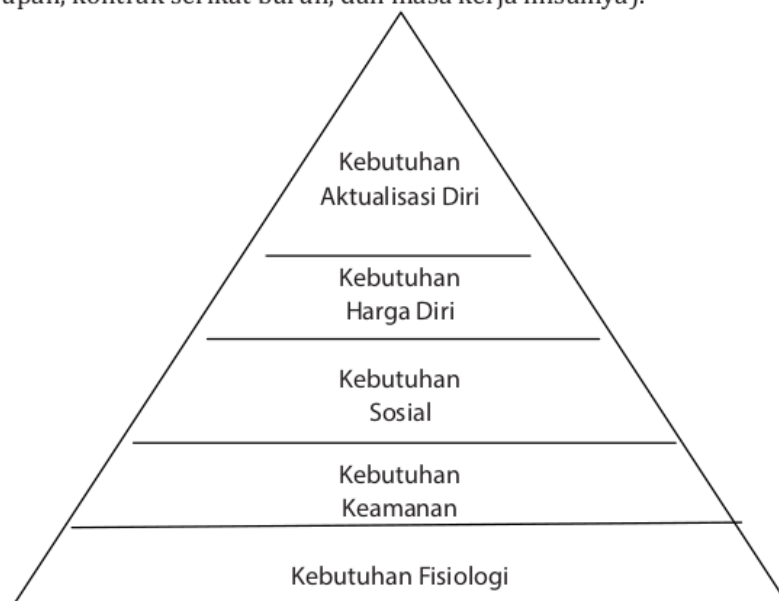 kontrak serikat buruh, dan masa kerja misalnya).
Kebutuhan
Aktualisasi Diri
Kebutuhan
Harga Diri
Kebutuhan
Sosial
Kebutuhan
Keamanan
Kebutuhan Fisiologi